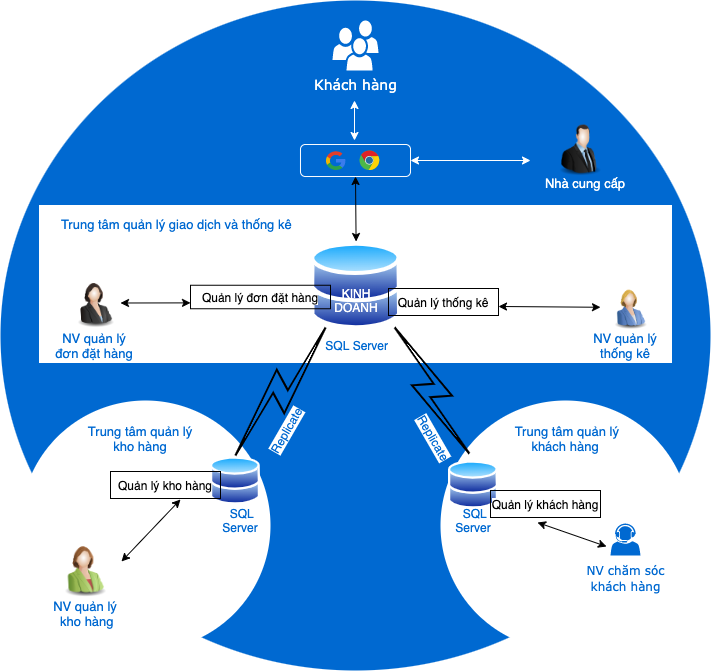 Khách hàng
Nhà cung cấp
Trung tâm quản lý giao dịch và thống kê
KINH
DOANH
Quản lý đơn đặt hàng
Quản lý thống kê
NV quản lý
đơn đặt hàng
SQL Server
NV quản lý
thống kê
Replicate
Replicate
Trung tâm quản lý
kho hàng
Quản lý kho hàng
SQL
Server
NV quản lý
kho hàng
Trung tâm quản lý
khách hàng
Quản lý khách hàng
SQL
Server
NV chăm sóc
khách hàng